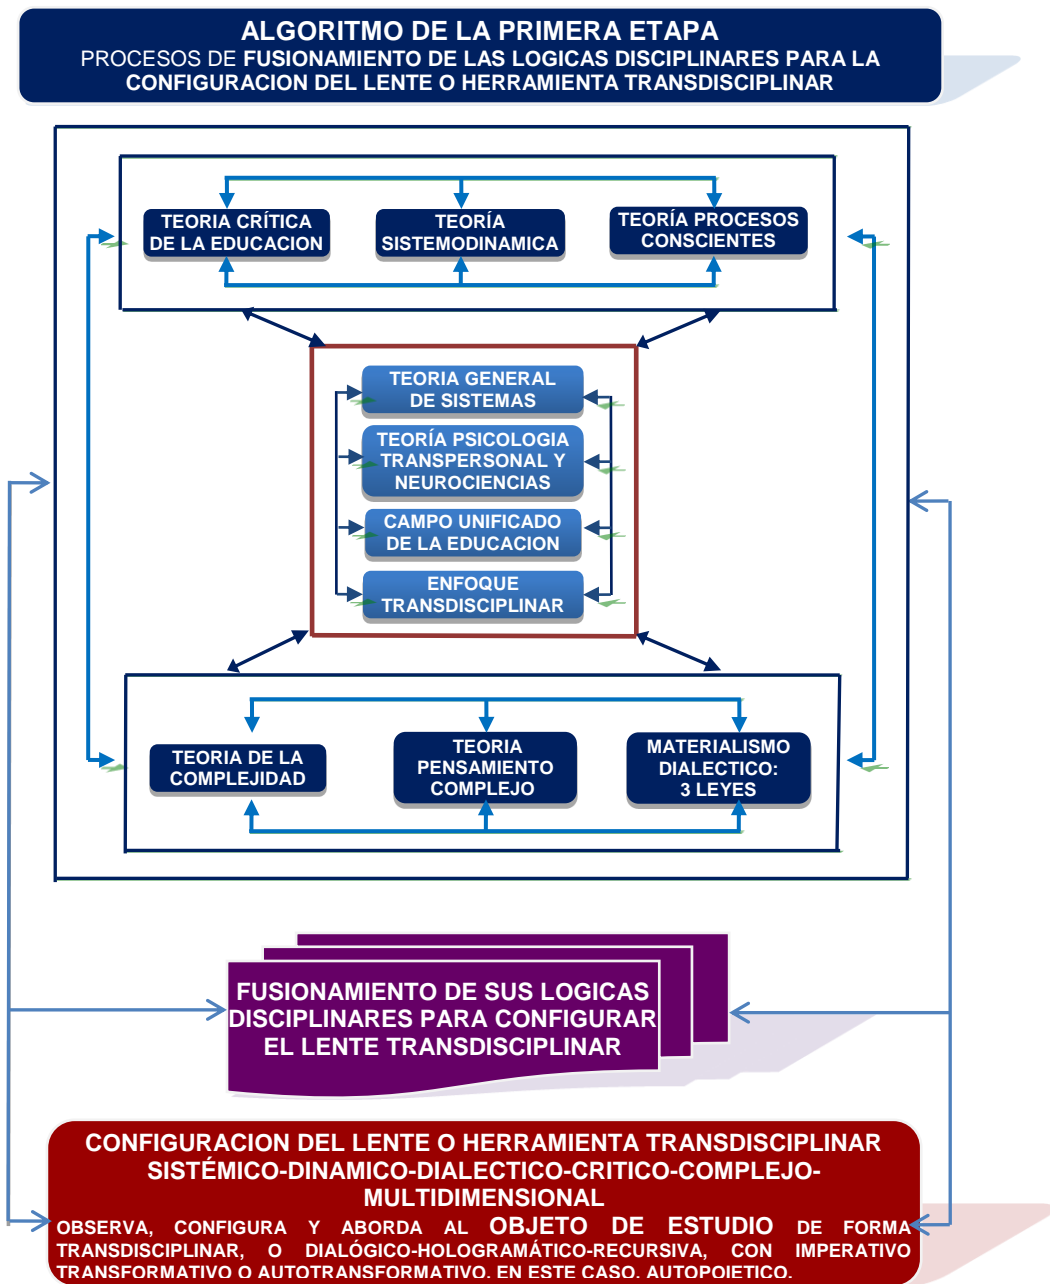 ALGORITMO DE LA PRIMERA ETAPA
PROCESOS DE FUSIONAMIENTO DE LAS LOGICAS DISCIPLINARES PARA LA
CONFIGURACION DEL LENTE O HERRAMIENTA TRANSDISCIPLINAR
TEORIA CRÍTICA
DE LA EDUCACION
TEORÍA
SISTEMODINAMICA
TEORÍA PROCESOS
CONSCIENTES
TEORIA GENERAL
DE SISTEMAS
TEORÍA PSICOLOGIA
TRANSPERSONAL Y
NEUROCIENCIAS
CAMPO UNIFICADO
DE LA EDUCACION
ENFOQUE
TRANSDISCIPLINAR
TEORIA DE LA
COMPLEJIDAD
TEORIA
PENSAMIENTO
COMPLEJO
MATERIALISMO
DIALECTICO:
3 LEYES
FUSIONAMIENTO DE SUS LOGICAS
DISCIPLINARES PARA CONFIGURAR
EL LENTE TRANSDISCIPLINAR
CONFIGURACION DEL LENTE O HERRAMIENTA TRANSDISCIPLINAR
SISTÉMICO-DINAMICO-DIALECTICO-CRITICO-COMPLEJO-
MULTIDIMENSIONAL
OBSERVA, CONFIGURA Y ABORDA AL OBJETO DE ESTUDIO DE FORMA
TRANSDISCIPLINAR, O DIALÓGICO-HOLOGRAMÁTICO-RECURSIVA, CON IMPERATIVO
TRANSFORMATIVO O AUTOTRANSFORMATIVO. EN ESTE CASO, AUTOPOIETICO.